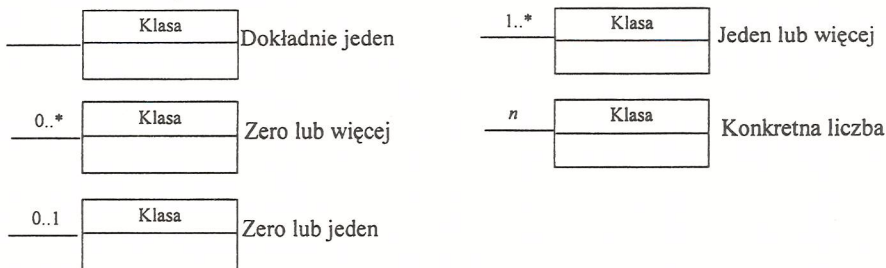 Klasa
Dokładnie jeden
0..*
Klasa
Zero lub więcej
0..1
Klasa
Zero lub jeden
1..*
Klasa
Jeden lub więcej
n
Klasa
Konkretna liczba